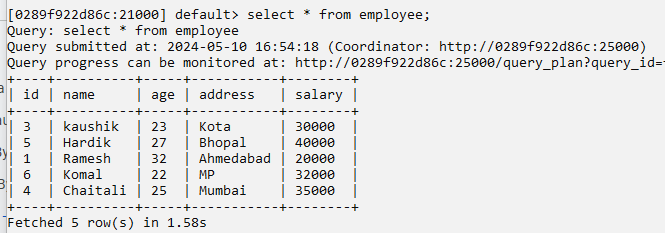 [0289f922d86c:21000] default> select * from employee;
Query: select * from employee
Query submitted at: 2024-05-10 16:54:18 (Coordinator: http://0289f922d86c:25000)
Query progress can be monitored at: http://0289f922d86c:25000/query_plan?query_id=
+----+----------+-----+-----------+--------+
| id | name     | age | address   | salary |
+----+----------+-----+-----------+--------+
| 3  | kaushik  | 23  | Kota      | 30000  |
| 5  | Hardik   | 27  | Bhopal    | 40000  |
| 1  | Ramesh   | 32  | Ahmedabad | 20000  |
| 6  | Komal    | 22  | MP        | 32000  |
| 4  | Chaitali | 25  | Mumbai    | 35000  |
+----+----------+-----+-----------+--------+
Fetched 5 row(s) in 1.58s